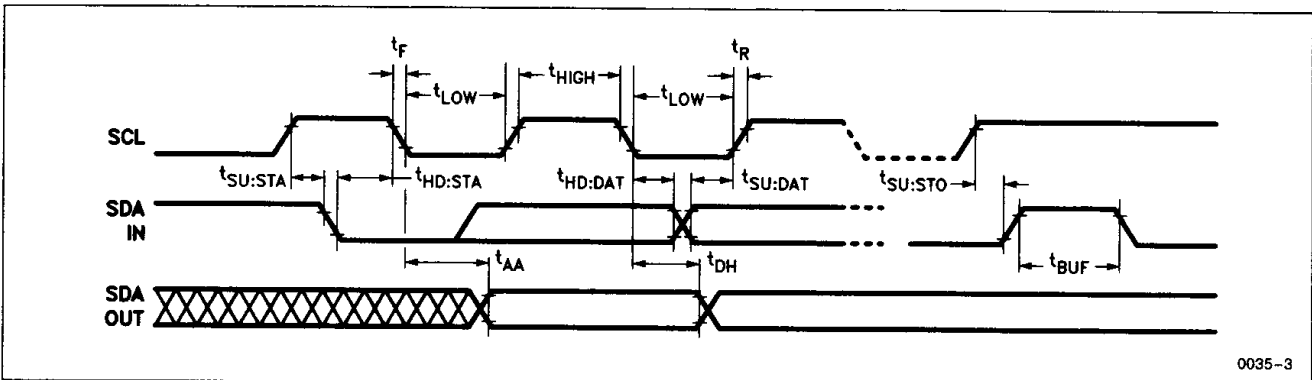 tF
tR
tLOW
tHIGH
tLOW
SCL
tSU:STA
tHD:STA
tHD:DAT
tSU:DAT
tSU:STO
SDA
IN
tAA
tDH
tBUF
SDA
OUT
0035-3